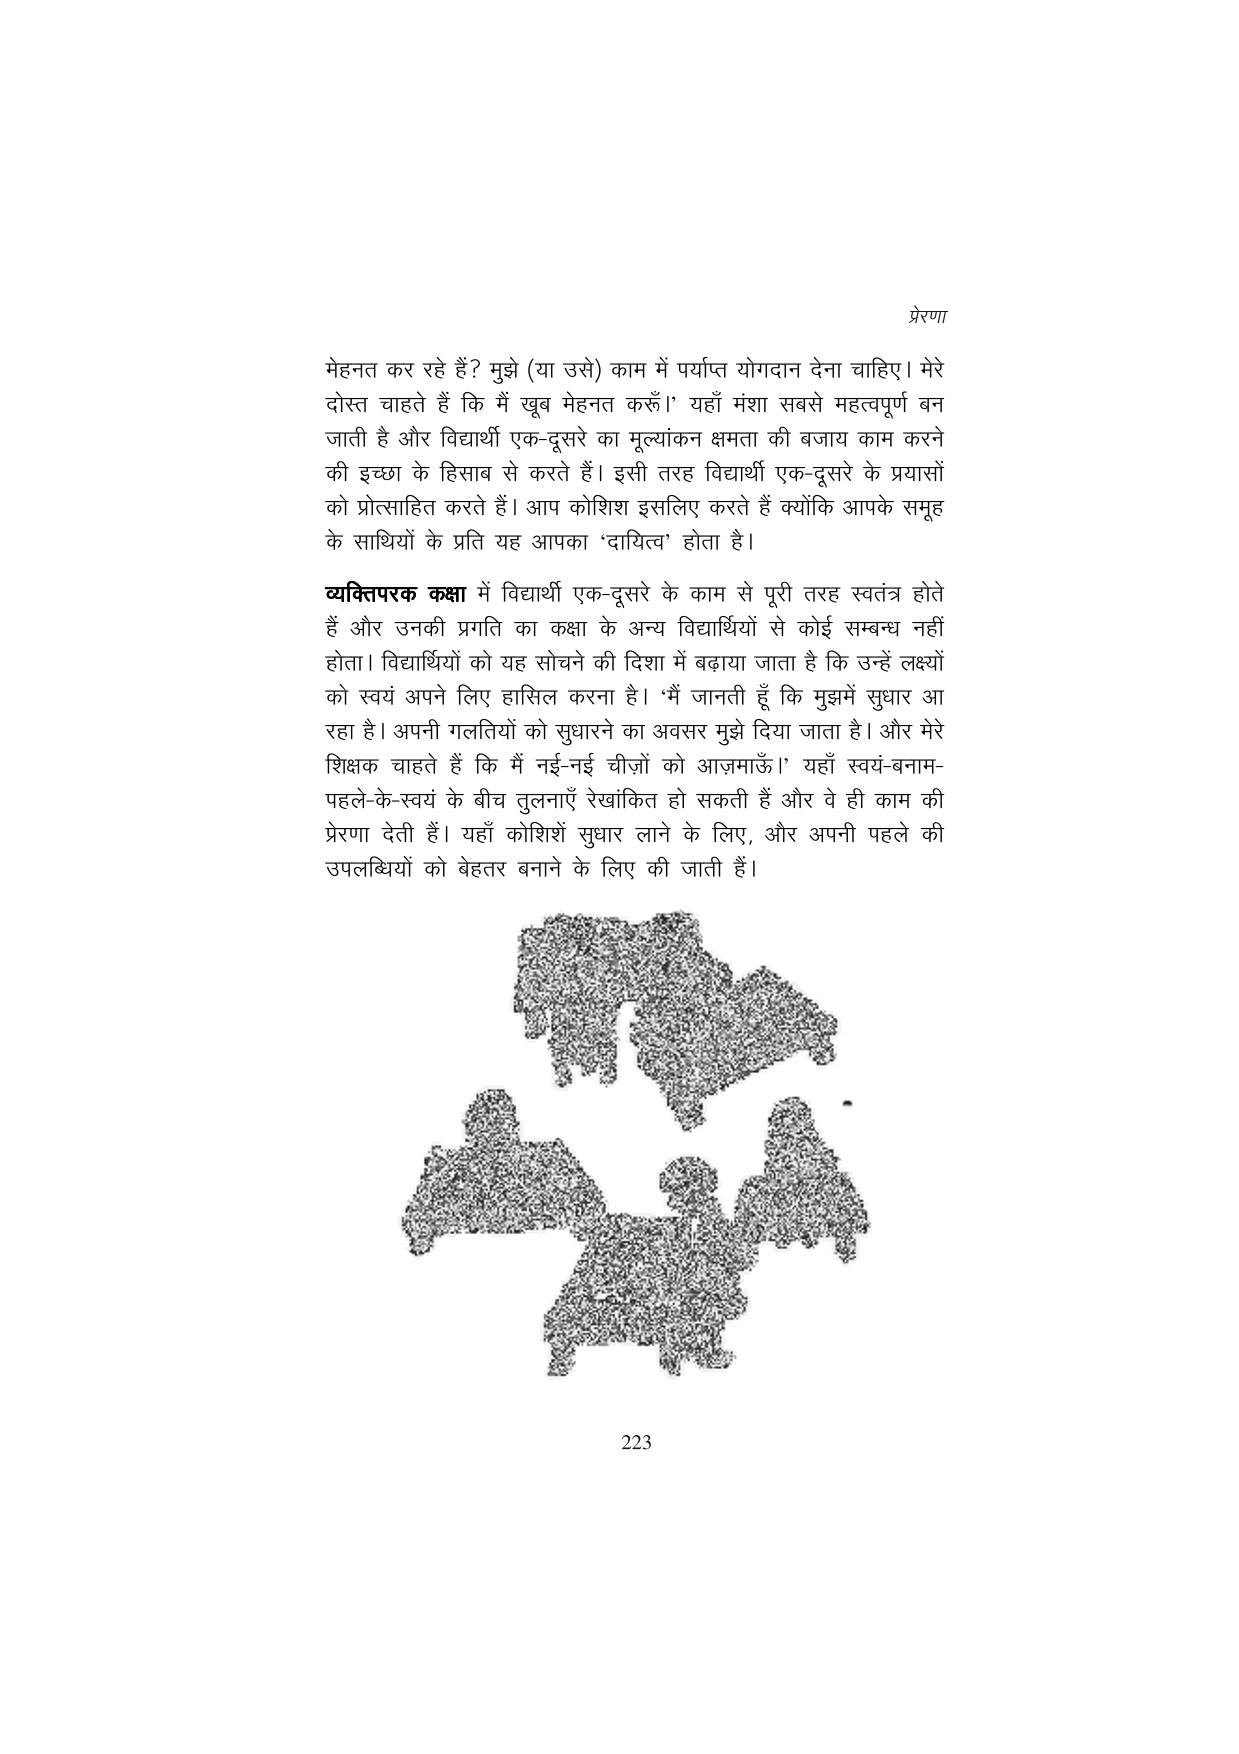 प्रेरणा
मेहनत कर रहे हैं? मुझे (या उसे) काम में पर्याप्त योगदान देना चाहिए। मेरे
दोस्त चाहते हैं कि मैं खूब मेहनत करूँ।’ यहाँ मंशा सबसे महत्वपूर्ण बन
जाती है और विद्यार्थी एक-दूसरे का मूल्यांकन क्षमता की बजाय काम करने
की इच्छा के हिसाब से करते हैं। इसी तरह विद्यार्थी एक-दूसरे के प्रयासों
को प्रोत्साहित करते हैं। आप कोशिश इसलिए करते हैं क्योंकि आपके समूह
के साथियों के प्रति यह आपका ‘दायित्व’ होता है।
व्यक्तिपरक कक्षा में विद्यार्थी एक-दूसरे के काम से पूरी तरह स्वतंत्र होते
हैं और उनकी प्रगति का कक्षा के अन्य विद्यार्थियों से कोई सम्बन्ध नहीं
होता। विद्यार्थियों को यह सोचने की दिशा में बढ़ाया जाता है कि उन्हें लक्ष्यों
को स्वयं अपने लिए हासिल करना है। ‘मैं जानती हूँ कि मुझमें सुधार आ
रहा है। अपनी गलतियों को सुधारने का अवसर मुझे दिया जाता है। और मेरे
शिक्षक चाहते हैं कि मैं नई-नई चीज़ों को आज़माऊँ।’ यहाँ स्वयं-बनाम-
पहले-के-स्वयं के बीच तुलनाएँ रेखांकित हो सकती हैं और वे ही काम की
प्रेरणा देती हैं। यहाँ कोशिशें सुधार लाने के लिए, और अपनी पहले की
उपलब्धियों को बेहतर बनाने के लिए की जाती हैं।
223